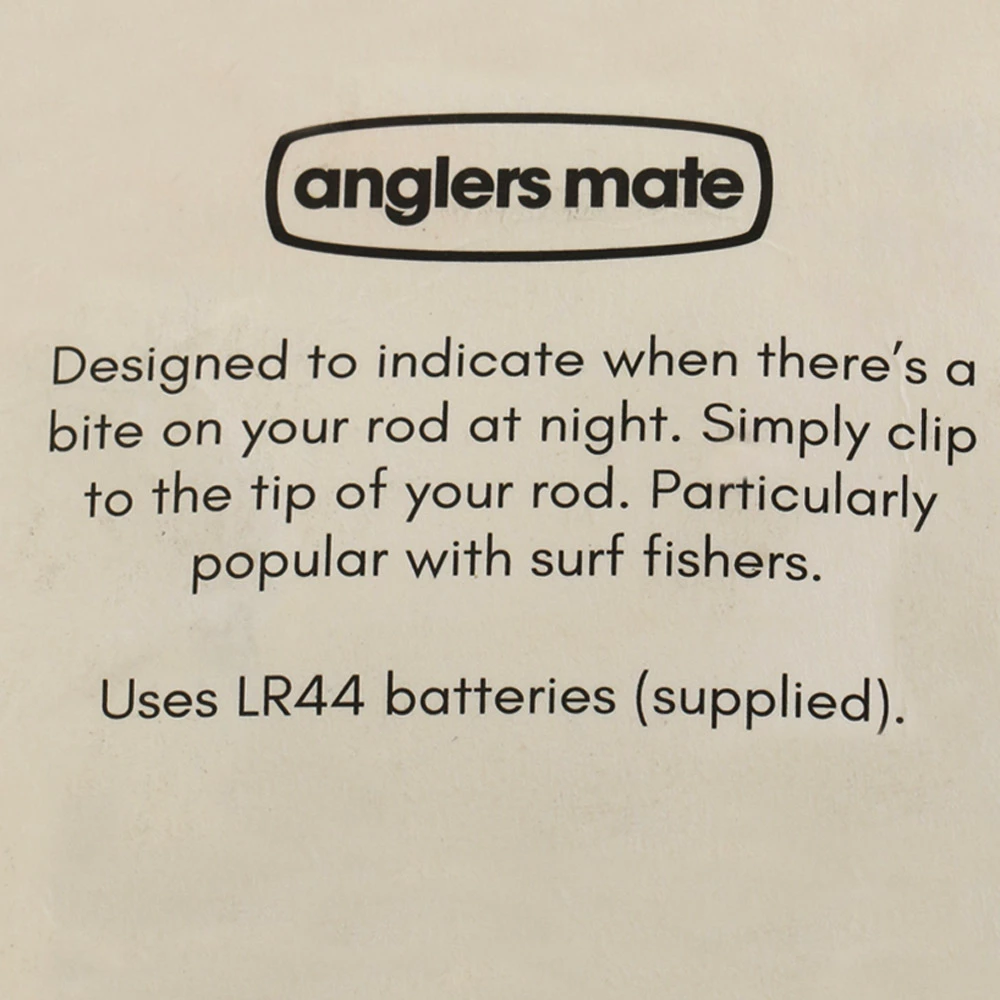 anglers mate
Designed to indicate when there's a
bite on your rod at night. Simply clip
to the tip of your rod. Particularly
popular with surf fishers.
Uses LR44 batteries (supplied).